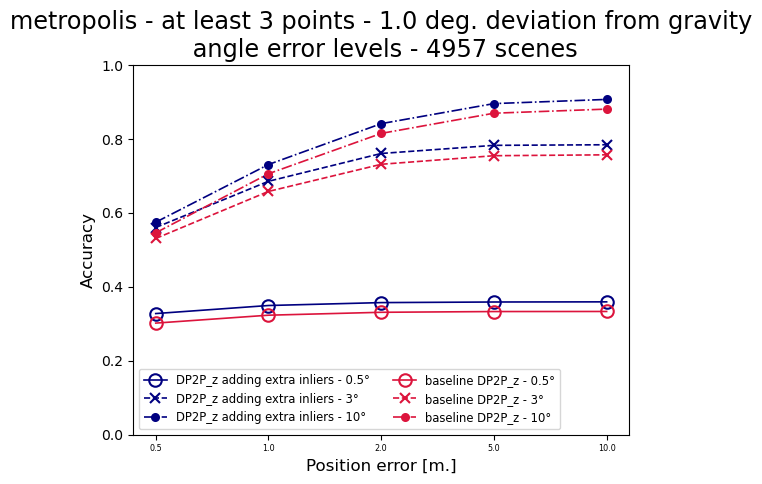 metropolis - at least 3 points - 1.0 deg. deviation from gravity
angle error levels - 4957 scenes
1.0
0.8
0.6
0.4
0.2
0.0
Accuracy
DP2P_z adding extra inliers - 0.5°
DP2P_z adding extra inliers - 3°
DP2P_z adding extra inliers - 10°
baseline DP2P_z - 0.5°
baseline DP2P_z - 3°
baseline DP2P_z - 10°
0.5 1.0 2.0 5.0 10.0
Position error [m.]